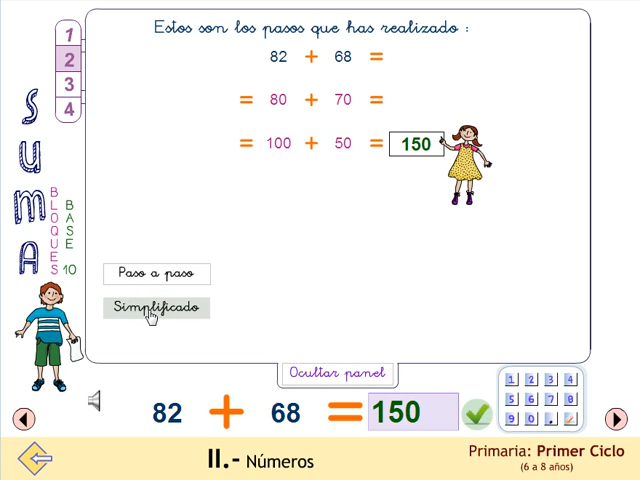 Estos son los pasos que has realizado :
82 + 68 =
= 80 + 70 =
= 100 + 50 = 150
1
2
3
4
SUMA
BLOQUES
BASE 10
Paso a paso
Simplificado
Ocultar panel
82 + 68 = 150
1 2 3 4
5 6 7 8
9 0 .
II.- Números
Primaria: Primer Ciclo
(6 a 8 años)